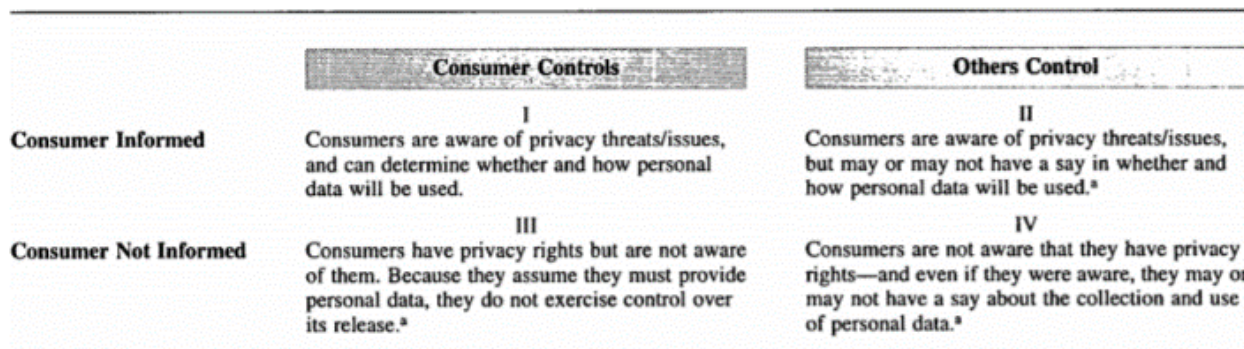 Consumer Controls
Others Control
I
II
Consumer Informed
Consumers are aware of privacy threats/issues,
and can determine whether and how personal
data will be used.
Consumers are aware of privacy threats/issues,
but may or may not have a say in whether and
how personal data will be used.ᵃ
III
IV
Consumer Not Informed
Consumers have privacy rights but are not aware
of them. Because they assume they must provide
personal data, they do not exercise control over
its release.ᵃ
Consumers are not aware that they have privacy
rights—and even if they were aware, they may or
may not have a say about the collection and use
of personal data.ᵃ